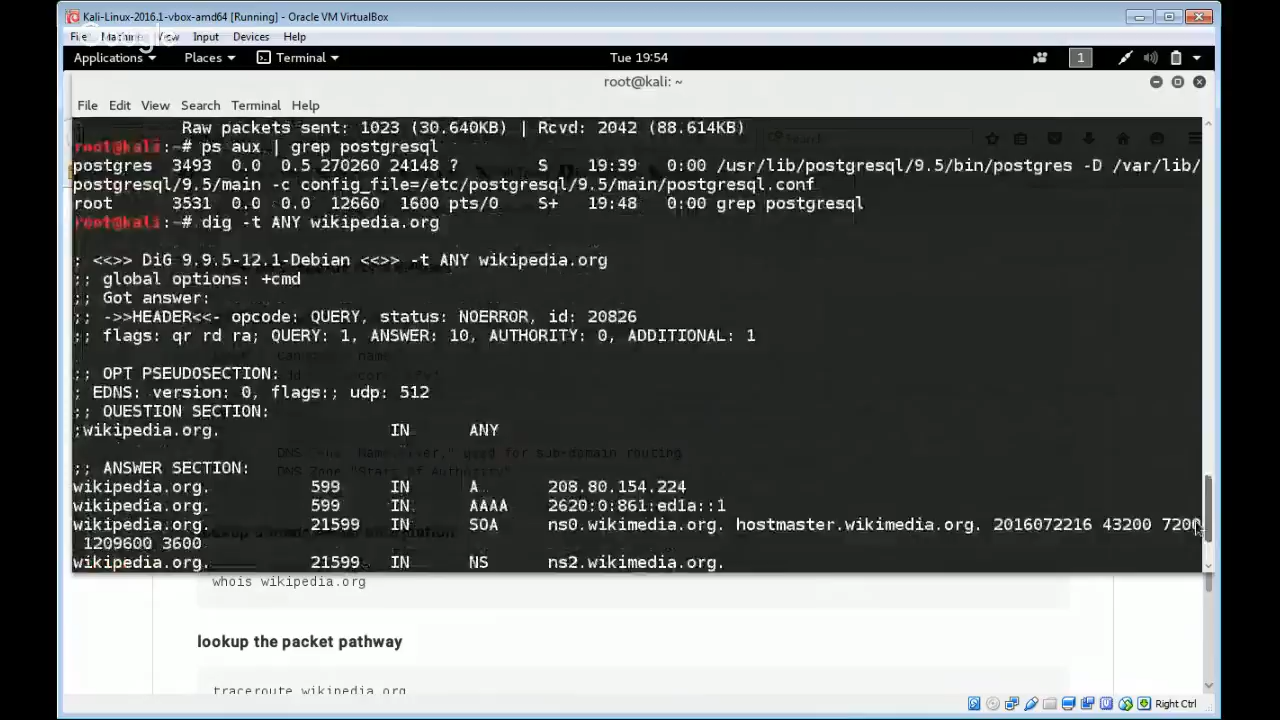 Kali-Linux-2016.1-vbox-amd64 [Running] - Oracle VM VirtualBox
File Machine View Input Devices Help
Google
Applications Places Terminal Tue 19:54 1
root@kali: ~
File Edit View Search Terminal Help
Raw packets sent: 1023 (30.640KB) | Rcvd: 2042 (88.614KB)
Search
root@kali:~# ps aux | grep postgresql
postgres 3493 0.0 0.5 270260 24148 ? S 19:39 0:00 /usr/lib/postgresql/9.5/bin/postgres -D /var/lib/
postgresql/9.5/main -c config_file=/etc/postgresql/9.5/main/postgresql.conf
root 3531 0.0 0.0 12660 1600 pts/0 S+ 19:48 0:00 grep postgresql
root@kali:~# dig -t ANY wikipedia.org
; <<>> DiG 9.9.5-12.1-Debian <<>> -t ANY wikipedia.org
;; global options: +cmd
;; Got answer:
;; ->>HEADER<<- opcode: QUERY, status: NOERROR, id: 20826
;; flags: qr rd ra; QUERY: 1, ANSWER: 10, AUTHORITY: 0, ADDITIONAL: 1
;; OPT PSEUDOSECTION:
; EDNS: version: 0, flags:; udp: 512
;; QUESTION SECTION:
;wikipedia.org. IN ANY
DNS Zone "Start of Authority"
;; ANSWER SECTION:
wikipedia.org. 599 IN A 208.80.154.224
wikipedia.org. 599 IN AAAA 2620:0:861:ed1a::1
wikipedia.org. 21599 IN SOA ns0.wikimedia.org. hostmaster.wikimedia.org. 2016072216 43200 7200
1209600 3600
wikipedia.org. 21599 IN NS ns2.wikimedia.org.
whois wikipedia.org
lookup the packet pathway
traceroute wikipedia.org
Right Ctrl